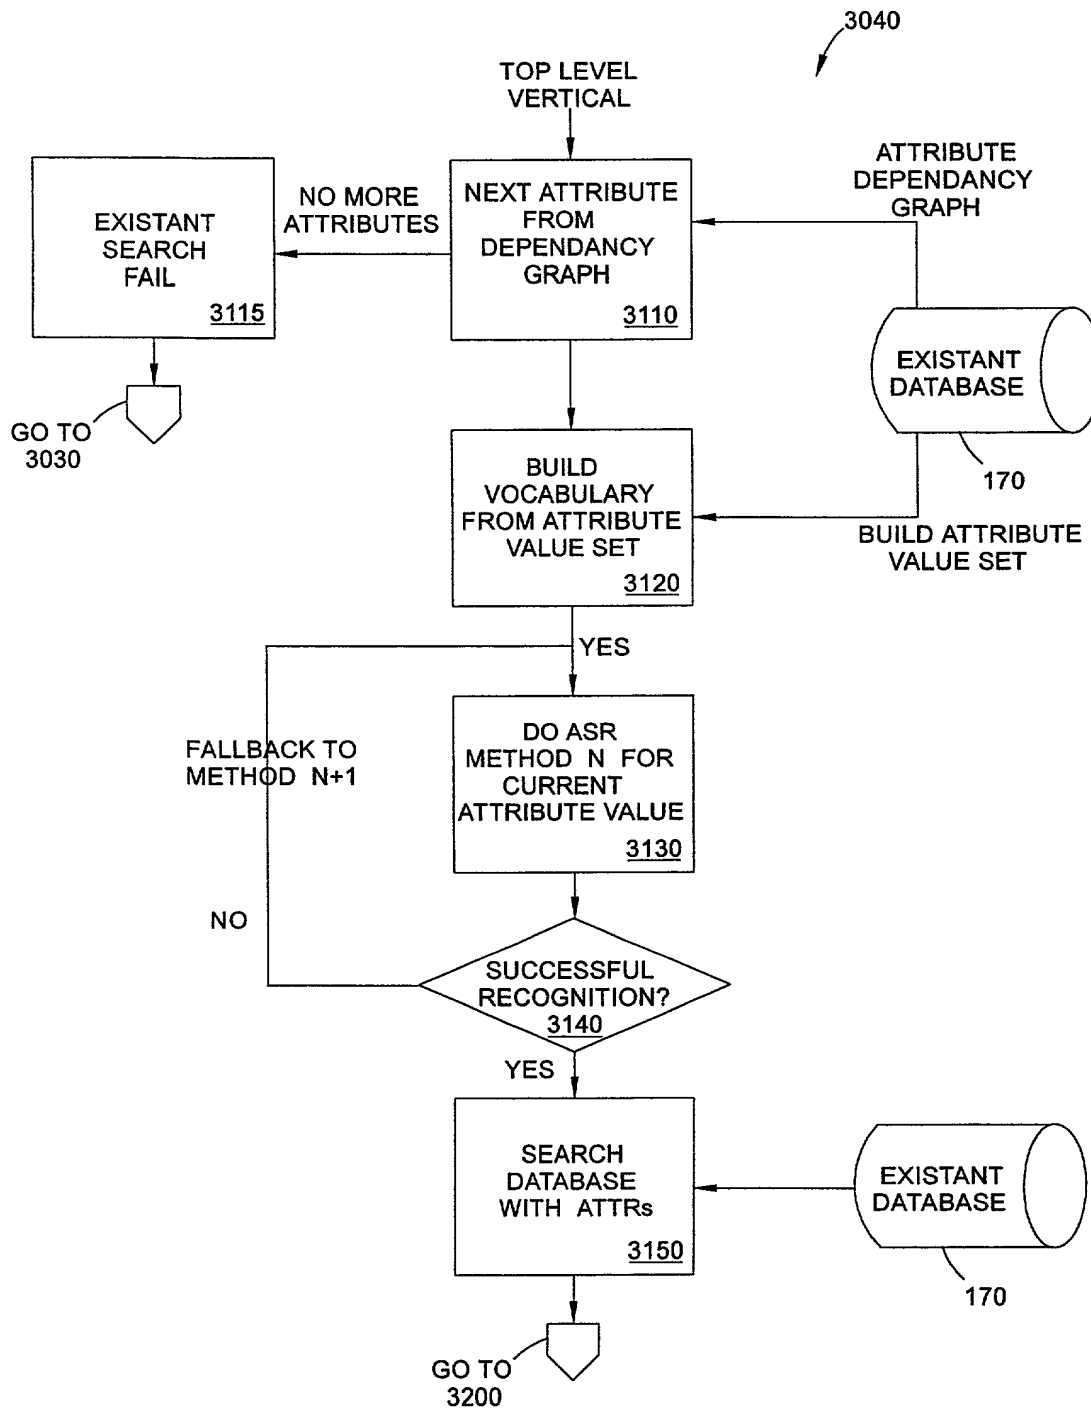 3040
TOP LEVEL
VERTICAL
ATTRIBUTE
DEPENDANCY
GRAPH
NO MORE
ATTRIBUTES
EXISTANT
SEARCH
FAIL
3115
NEXT ATTRIBUTE
FROM
DEPENDANCY
GRAPH
3110
EXISTANT
DATABASE
170
GO TO
3030
BUILD
VOCABULARY
FROM ATTRIBUTE
VALUE SET
3120
BUILD ATTRIBUTE
VALUE SET
YES
FALLBACK TO
METHOD N+1
DO ASR
METHOD N FOR
CURRENT
ATTRIBUTE VALUE
3130
NO
SUCCESSFUL
RECOGNITION?
3140
YES
SEARCH
DATABASE
WITH ATTRs
3150
EXISTANT
DATABASE
170
GO TO
3200